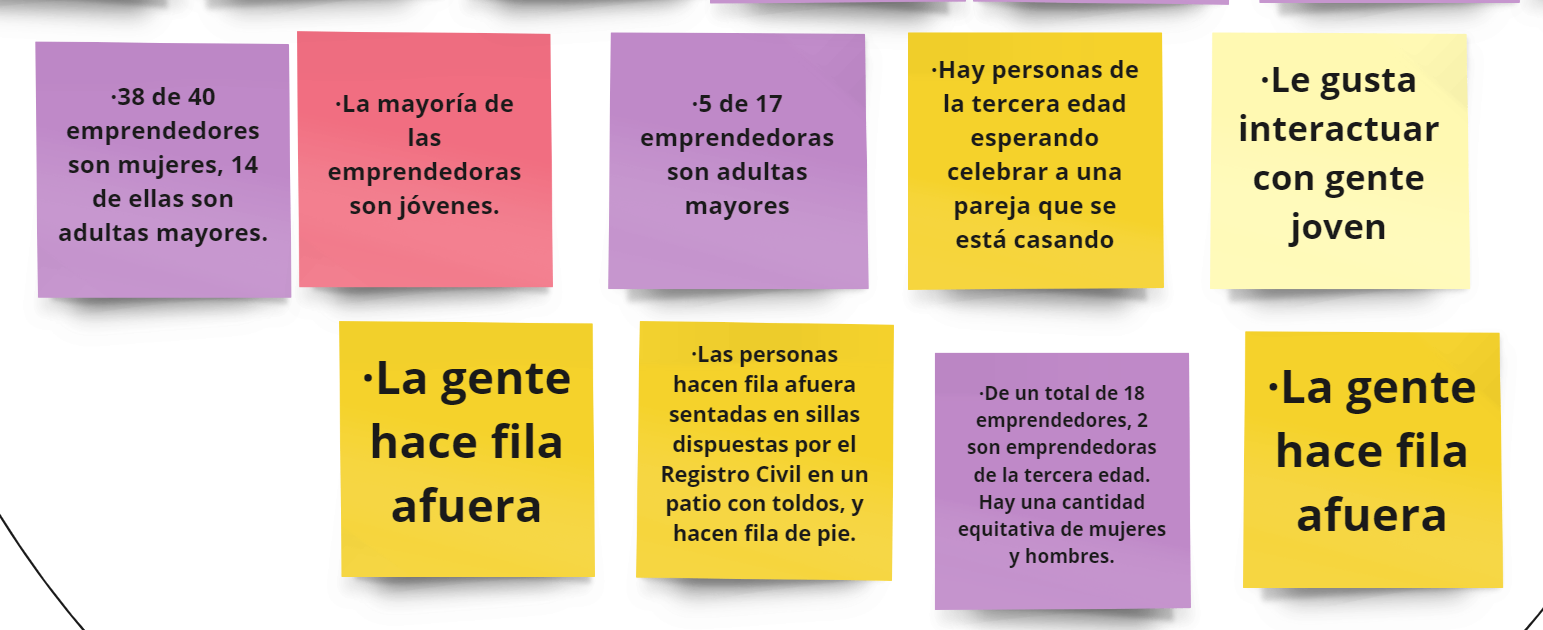 ·38 de 40
emprendedores
son mujeres, 14
de ellas son
adultas mayores.
·La mayoría de
las
emprendedoras
son jóvenes.
·5 de 17
emprendedoras
son adultas
mayores
·Hay personas de
la tercera edad
esperando
celebrar a una
pareja que se
está casando
·Le gusta
interactuar
con gente
joven
·La gente
hace fila
afuera
·Las personas
hacen fila afuera
sentadas en sillas
dispuestas por el
Registro Civil en un
patio con toldos, y
hacen fila de pie.
·De un total de 18
emprendedores, 2
son emprendedoras
de la tercera edad.
Hay una cantidad
equitativa de mujeres
y hombres.
·La gente
hace fila
afuera